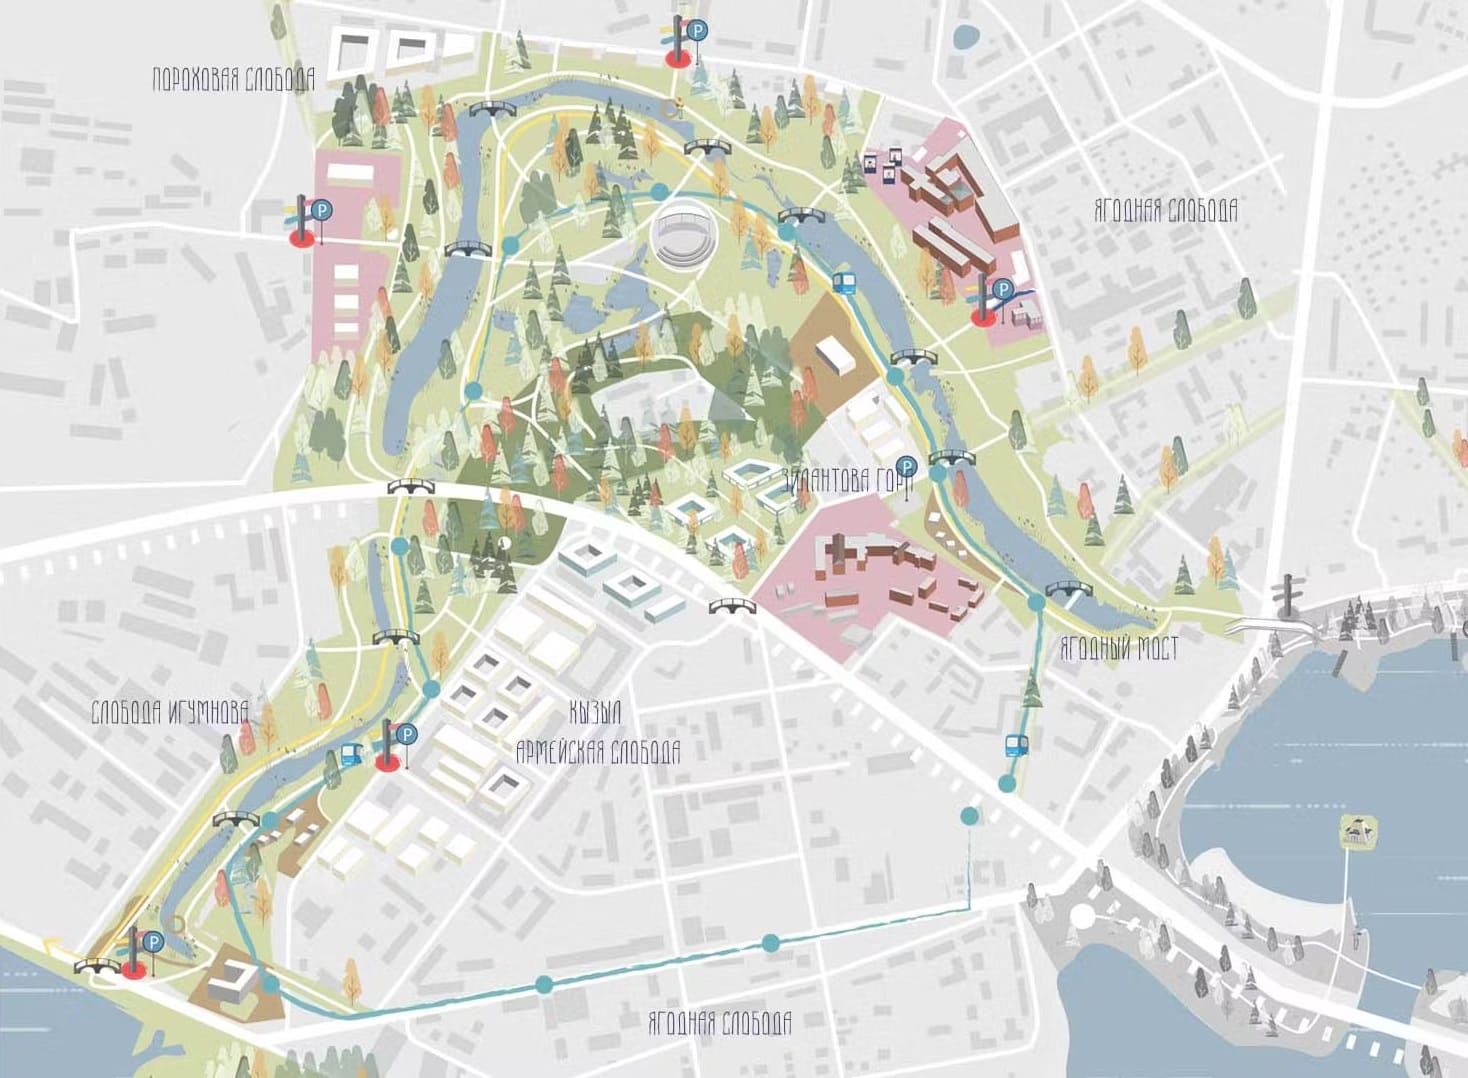 P
ПОРОХОВАЯ СЛОБОДА
P
ЯГОДНАЯ СЛОБОДА
P
P
ЗИЛАНТОВА ГОРА
ЯГОДНЫЙ МОСТ
СЛОБОДА ИГУМНОВА
P
КЫЗЫЛ
АРМЕЙСКАЯ СЛОБОДА
P
ЯГОДНАЯ СЛОБОДА